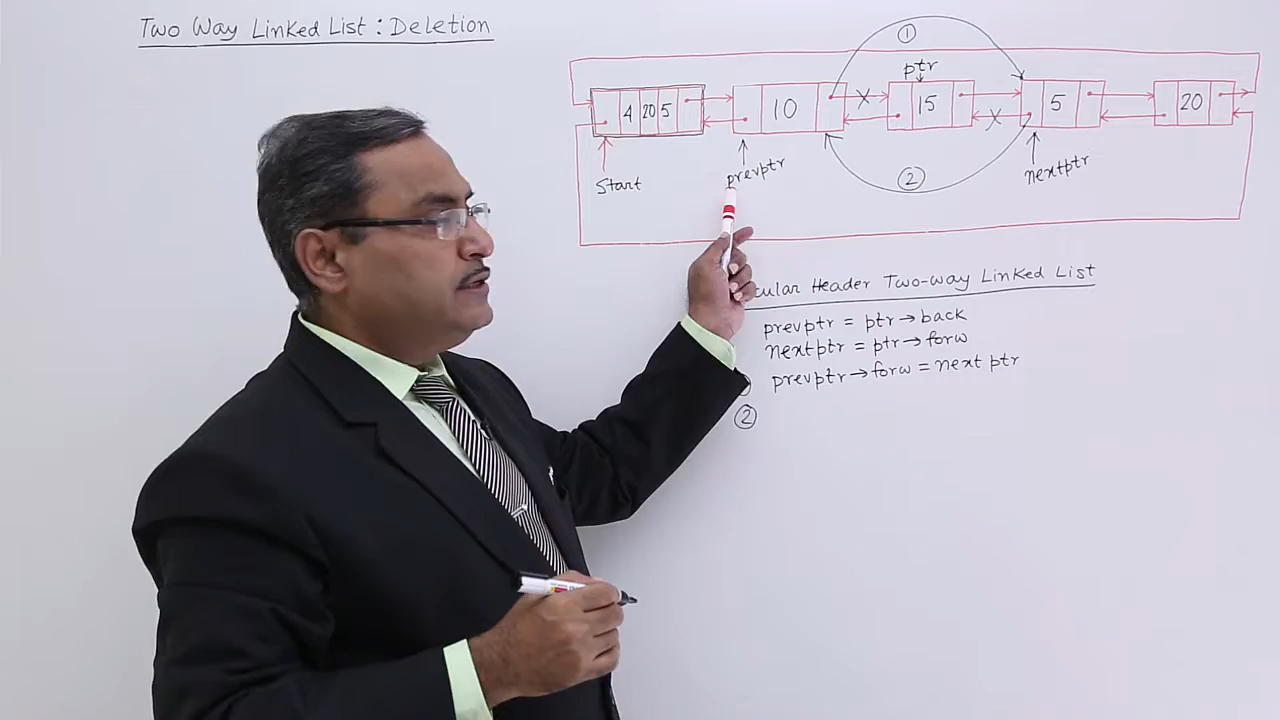 Two Way Linked List : Deletion
①
ptr
4 20 5 10 15 5 20
Start
prevptr
②
nextptr
cular Header Two-way Linked List
prevptr = ptr → back
nextptr = ptr → forw
prevptr → forw = next ptr
②